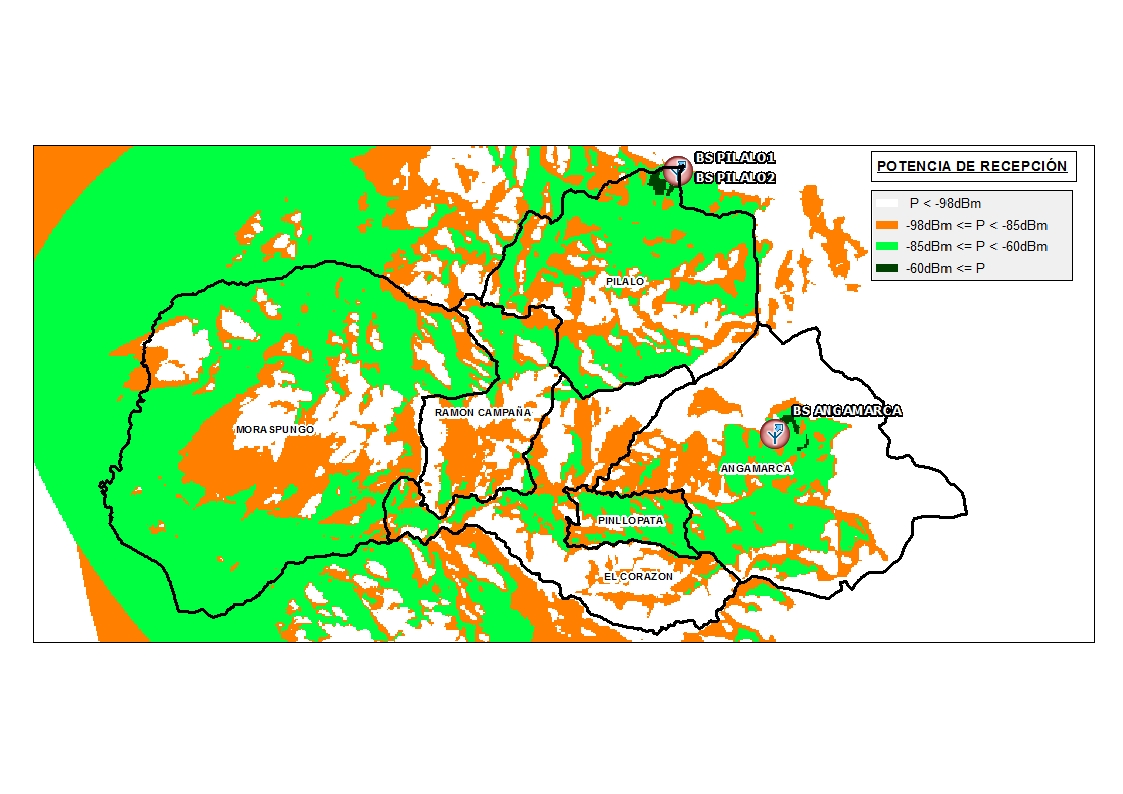 BS PILALO1
BS PILALO2
POTENCIA DE RECEPCIÓN
P < -98dBm
-98dBm <= P < -85dBm
-85dBm <= P < -60dBm
-60dBm <= P
PILALO
RAMON CAMPAÑA
BS ANGAMARCA
MORASPUNGO
ANGAMARCA
PINLLOPATA
EL CORAZON